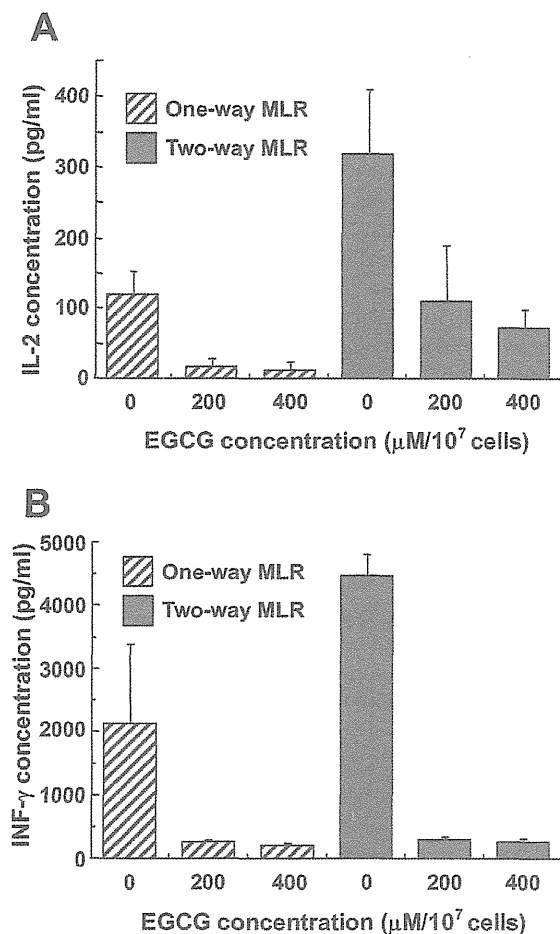 A
IL-2 concentration (pg/ml)
400
300
200
100
0
One-way MLR
Two-way MLR
0 200 400 0 200 400
EGCG concentration (μM/10⁷ cells)
B
INF-γ concentration (pg/ml)
5000
4000
3000
2000
1000
0
One-way MLR
Two-way MLR
0 200 400 0 200 400
EGCG concentration (μM/10⁷ cells)